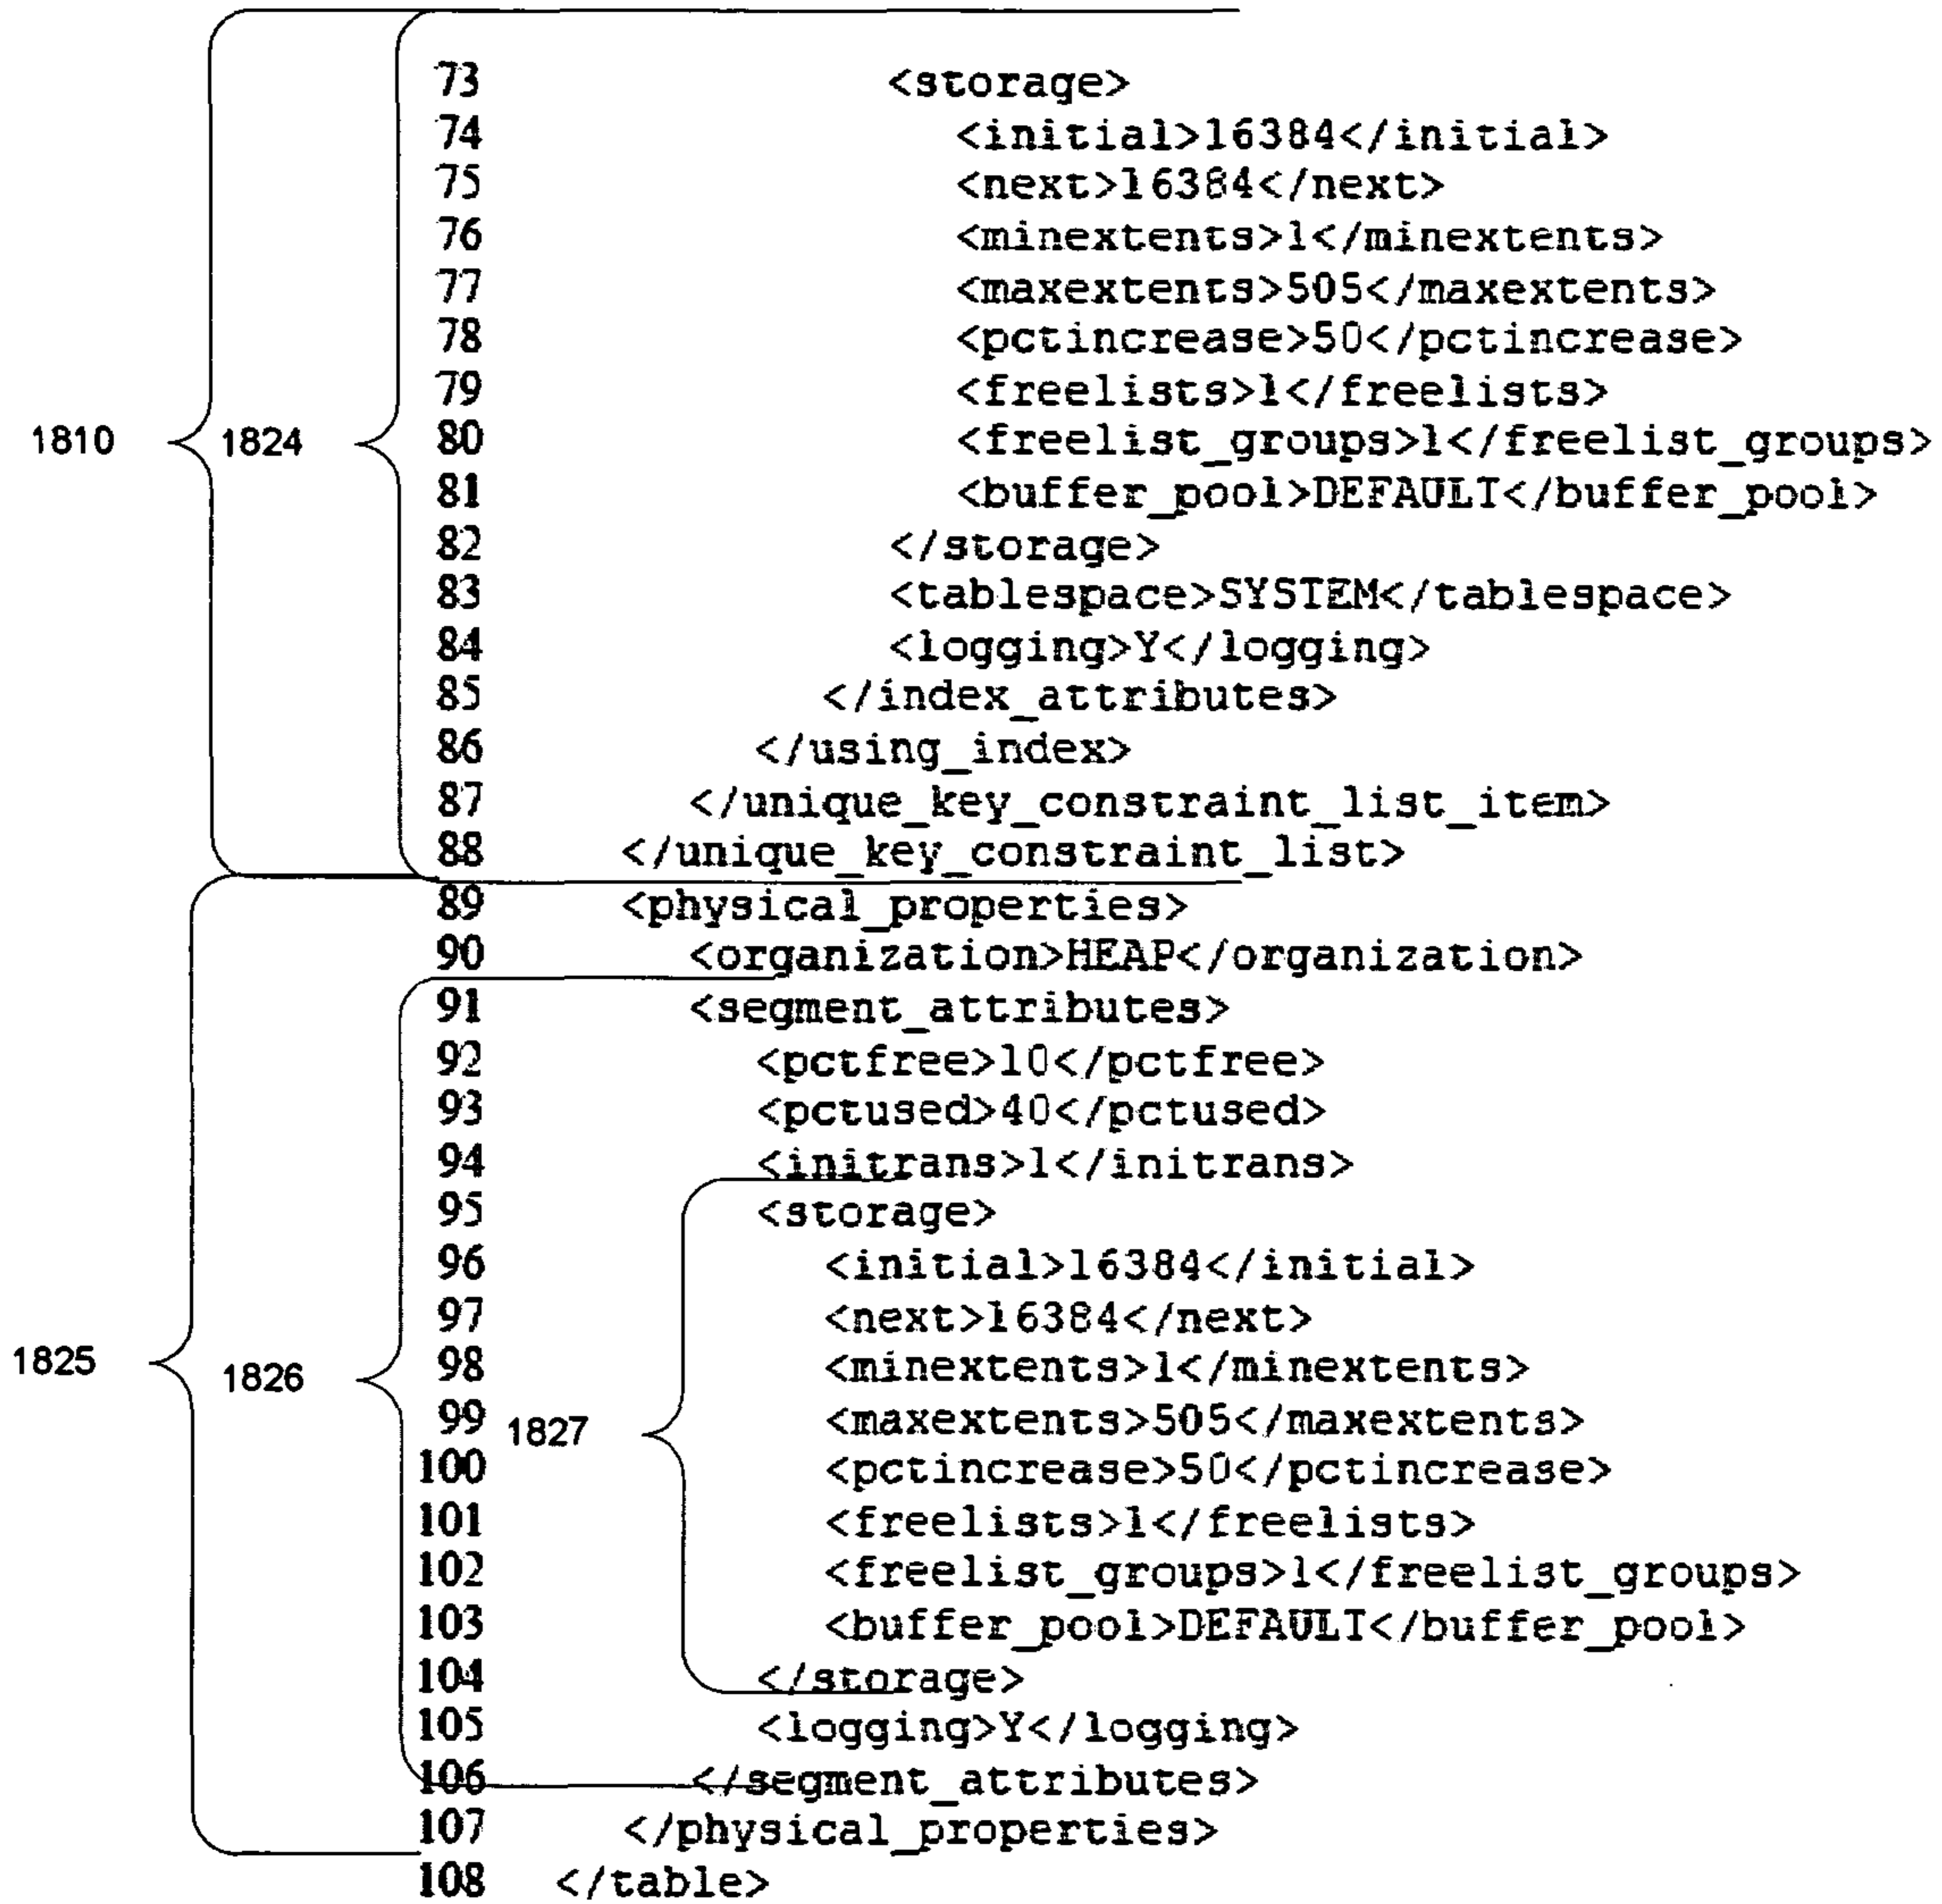 73 <storage>
74 <initial>16384</initial>
75 <next>16384</next>
76 <minextents>1</minextents>
77 <maxextents>505</maxextents>
78 <pctincrease>50</pctincrease>
79 <freelists>1</freelists>
1810 1824 80 <freelist_groups>1</freelist_groups>
81 <buffer_pool>DEFAULT</buffer_pool>
82 </storage>
83 <tablespace>SYSTEM</tablespace>
84 <logging>Y</logging>
85 </index_attributes>
86 </using_index>
87 </unique_key_constraint_list_item>
88 </unique_key_constraint_list>
89 <physical_properties>
90 <organization>HEAP</organization>
91 <segment_attributes>
92 <pctfree>10</pctfree>
93 <pctused>40</pctused>
94 <initrans>1</initrans>
95 <storage>
96 <initial>16384</initial>
97 <next>16384</next>
1825 1826 98 <minextents>1</minextents>
99 1827 <maxextents>505</maxextents>
100 <pctincrease>50</pctincrease>
101 <freelists>1</freelists>
102 <freelist_groups>1</freelist_groups>
103 <buffer_pool>DEFAULT</buffer_pool>
104 </storage>
105 <logging>Y</logging>
106 </segment_attributes>
107 </physical_properties>
108 </table>